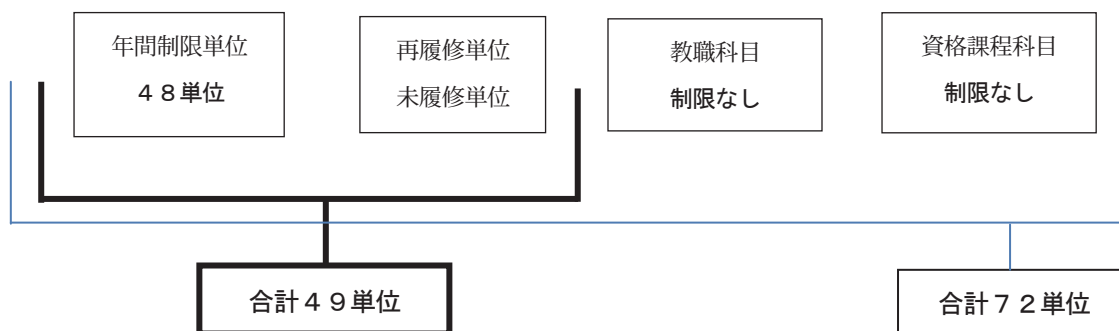 年間制限単位
４８単位
再履修単位
未履修単位
教職科目
制限なし
資格課程科目
制限なし
合計４９単位
合計７２単位